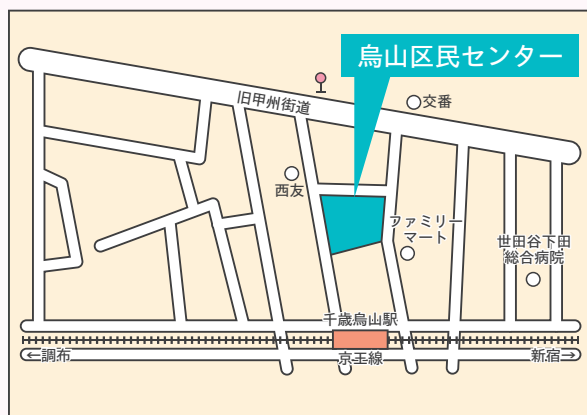 烏山区民センター
旧甲州街道
交番
西友
ファミリー
マート
世田谷下田
総合病院
千歳烏山駅
←調布
京王線
新宿→